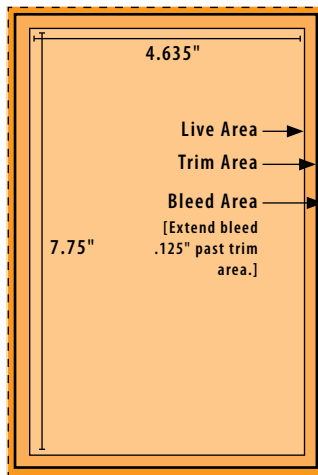 4.635"
Live Area
Trim Area
Bleed Area
[Extend bleed
.125" past trim
area.]
7.75"